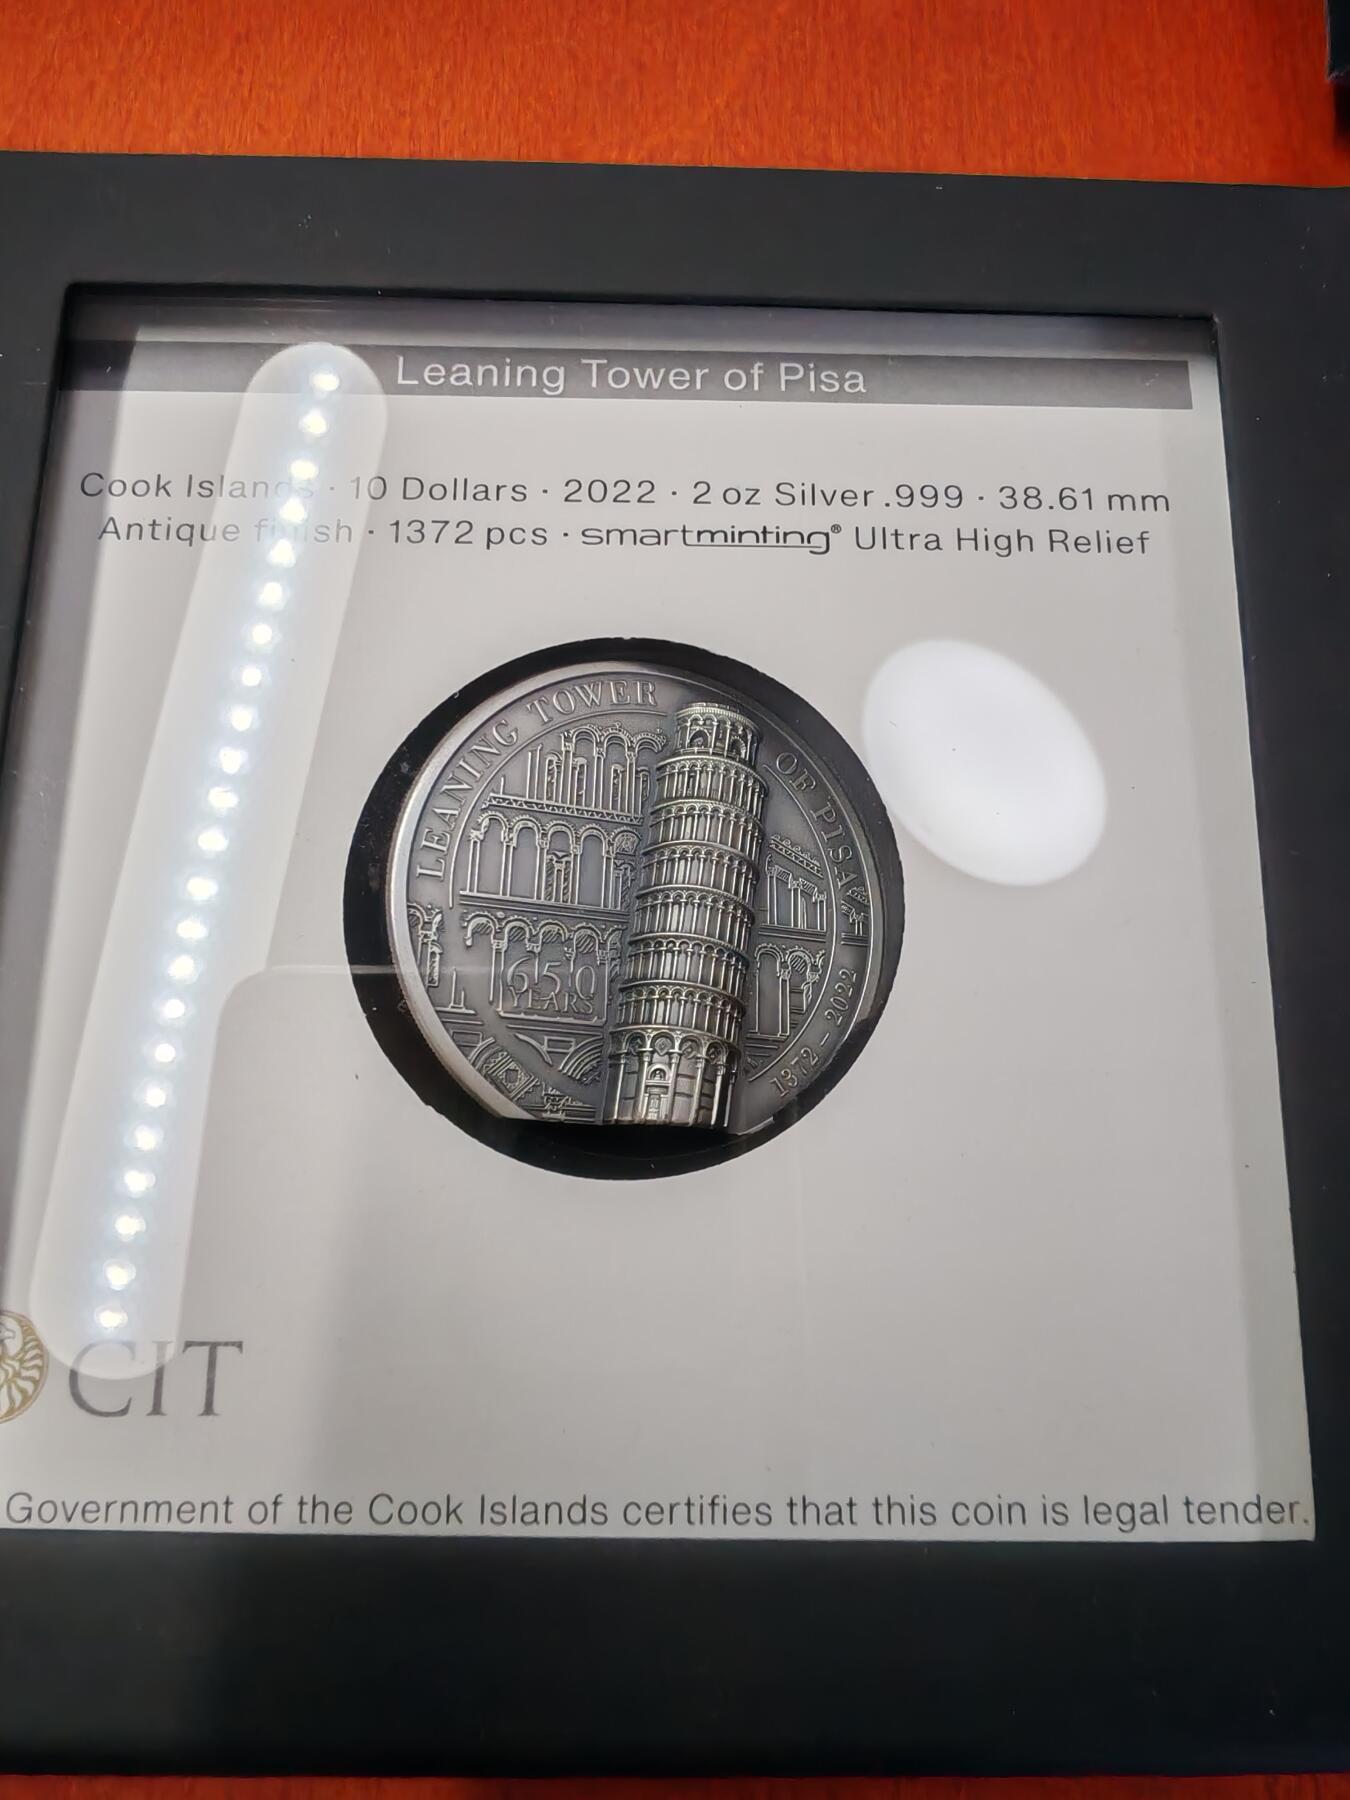 Leaning Tower of Pisa
Cook Islands · 10 Dollars · 2022 · 2 oz Silver .999 · 38.61 mm
Antique finish · 1372 pcs · smartminting® Ultra High Relief
LEANING TOWER OF PISA
650
YEARS
1372 – 2022
CIT
Government of the Cook Islands certifies that this coin is legal tender.